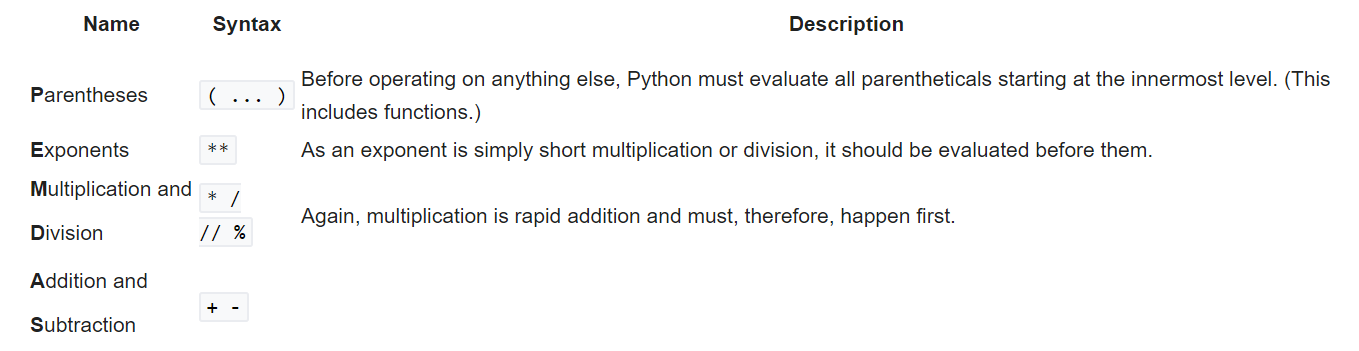 Name Syntax Description
Before operating on anything else, Python must evaluate all parentheticals starting at the innermost level. (This
Parentheses ( ... )
includes functions.)
Exponents ** As an exponent is simply short multiplication or division, it should be evaluated before them.
Multiplication and * /
Again, multiplication is rapid addition and must, therefore, happen first.
Division // %
Addition and
+ -
Subtraction